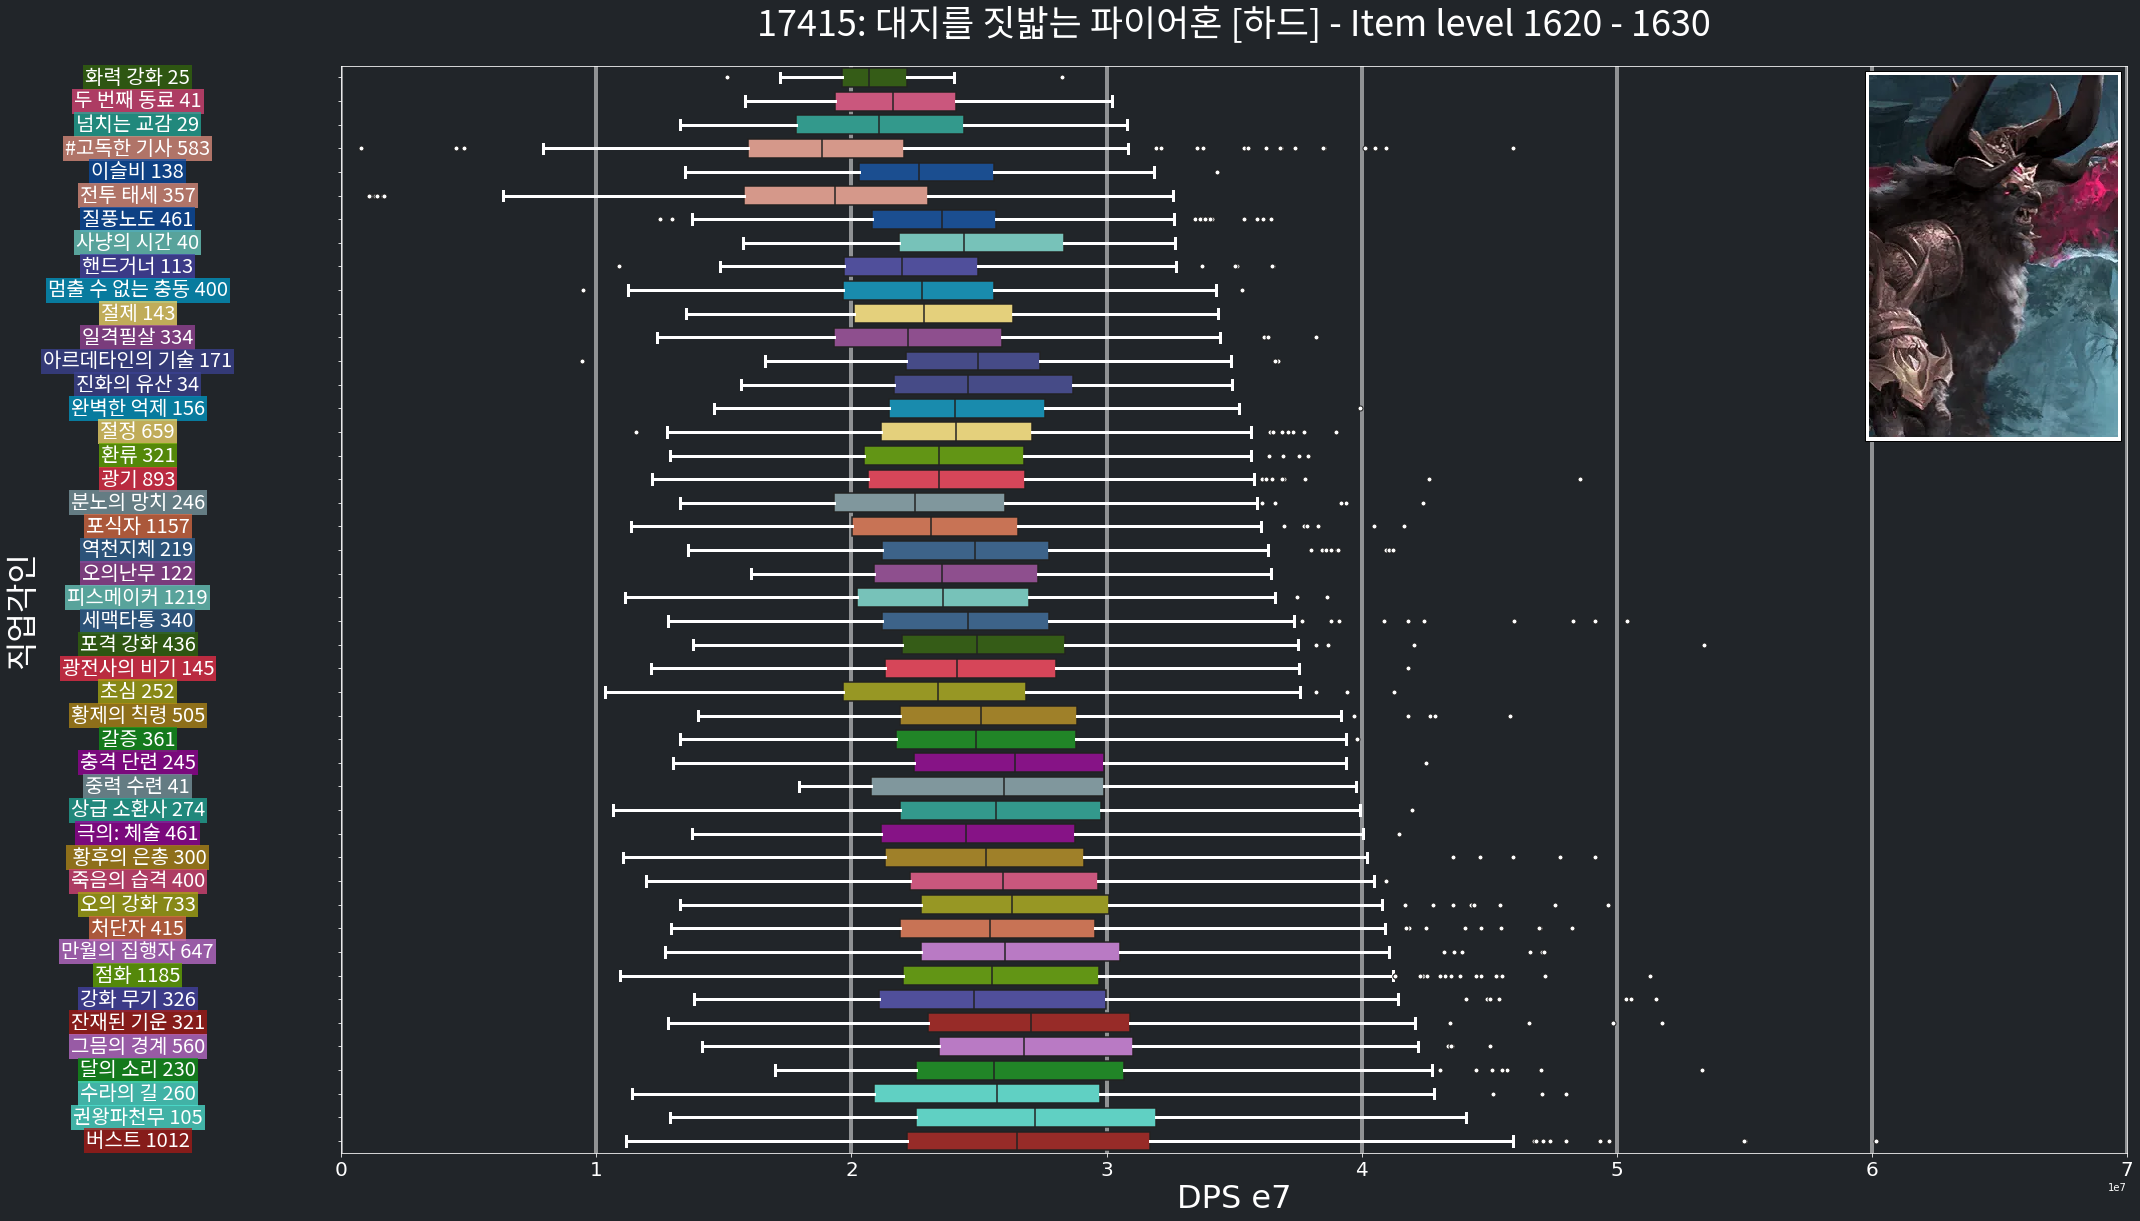 17415: 대지를 짓밟는 파이어혼 [하드] - Item level 1620 - 1630
직업각인
화력 강화 25
두 번째 동료 41
넘치는 교감 29
#고독한 기사 583
이슬비 138
전투 태세 357
질풍노도 461
사냥의 시간 40
핸드거너 113
멈출 수 없는 충동 400
절제 143
일격필살 334
아르데타인의 기술 171
진화의 유산 34
완벽한 억제 156
절정 659
환류 321
광기 893
분노의 망치 246
포식자 1157
역천지체 219
오의난무 122
피스메이커 1219
세맥타통 340
포격 강화 436
광전사의 비기 145
초심 252
황제의 칙령 505
갈증 361
충격 단련 245
중력 수련 41
상급 소환사 274
극의: 체술 461
황후의 은총 300
죽음의 습격 400
오의 강화 733
처단자 415
만월의 집행자 647
점화 1185
강화 무기 326
잔재된 기운 321
그믐의 경계 560
달의 소리 230
수라의 길 260
권왕파천무 105
버스트 1012
0 1 2 3 4 5 6 7
DPS e7
1e7